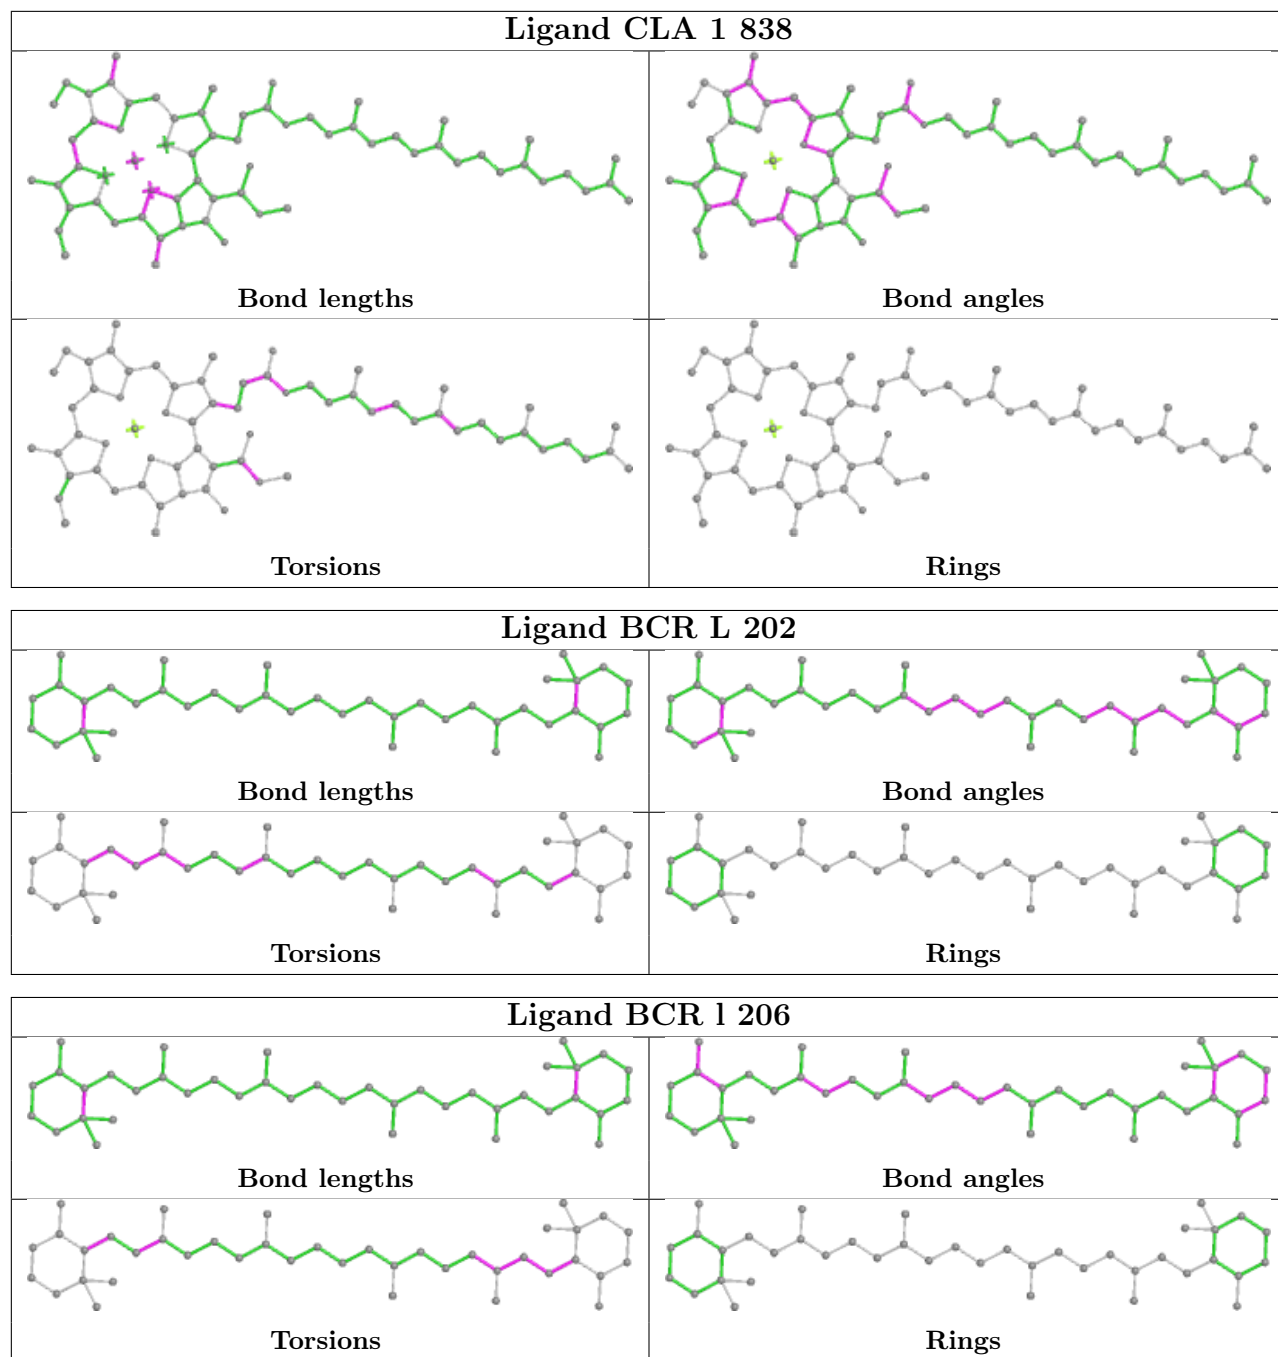 Ligand CLA 1 838
Bond lengths
Bond angles
Torsions
Rings
Ligand BCR L 202
Bond lengths
Bond angles
Torsions
Rings
Ligand BCR l 206
Bond lengths
Bond angles
Torsions
Rings